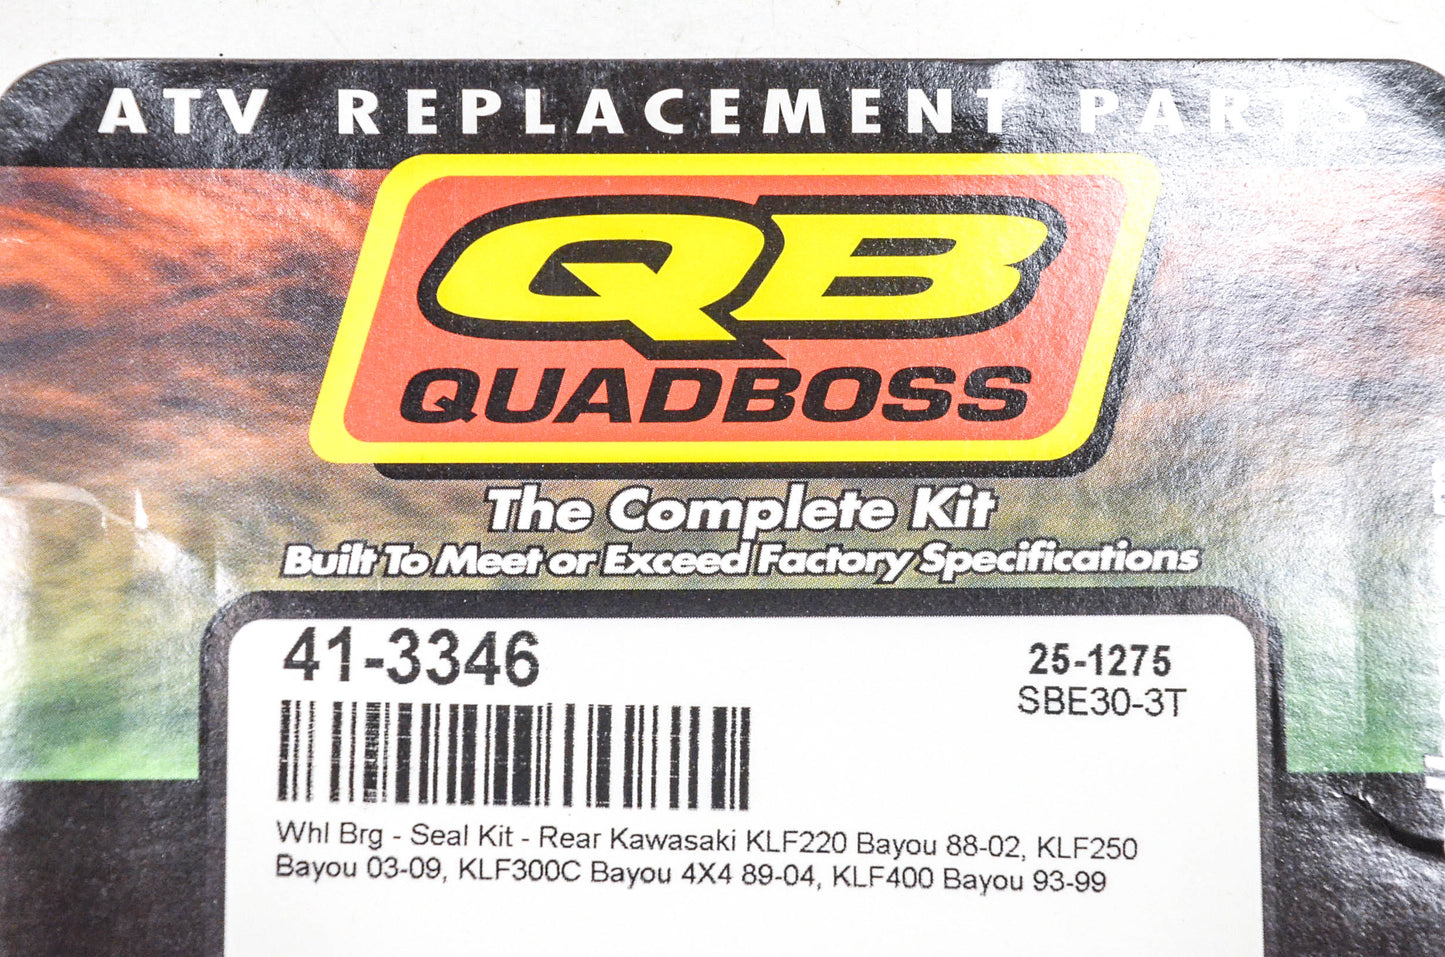 ATV REPLACEMENT PARTS
QB
QUADBOSS
The Complete Kit
Built To Meet or Exceed Factory Specifications
41-3346
25-1275
SBE30-3T
Whl Brg - Seal Kit - Rear Kawasaki KLF220 Bayou 88-02, KLF250
Bayou 03-09, KLF300C Bayou 4X4 89-04, KLF400 Bayou 93-99